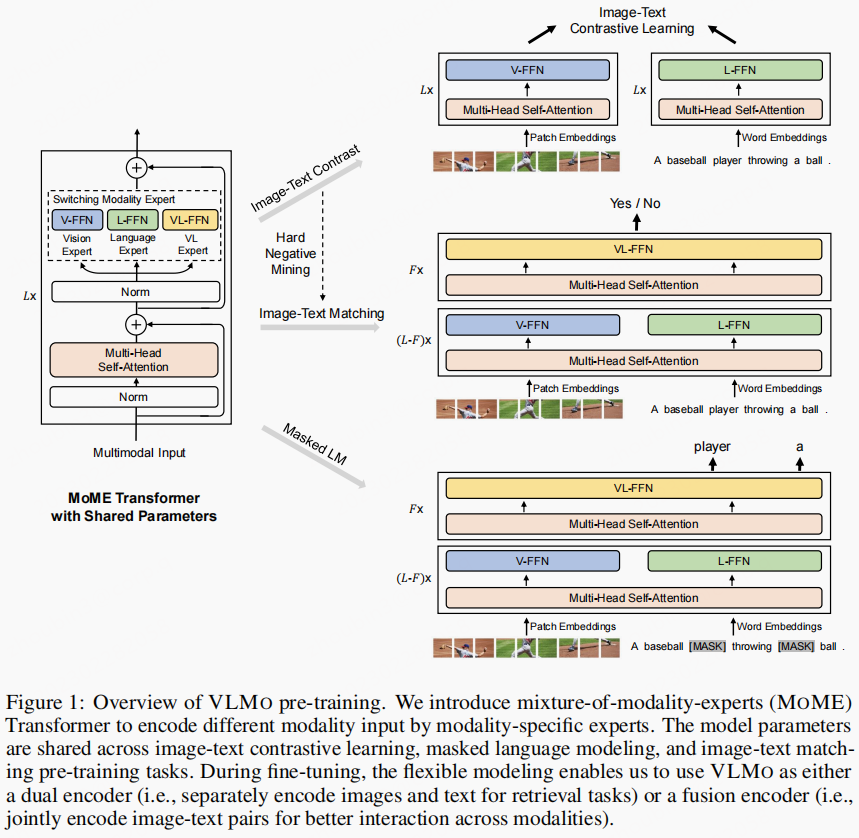 Image-Text
Contrastive Learning
V-FFN
L-FFN
Lx
Multi-Head Self-Attention
Lx
Multi-Head Self-Attention
Patch Embeddings
Word Embeddings
A baseball player throwing a ball .
Image-Text Contrast
Switching Modality Expert
V-FFN
L-FFN
VL-FFN
Vision
Expert
Language
Expert
VL
Expert
Norm
Lx
Multi-Head
Self-Attention
Norm
Multimodal Input
MoME Transformer
with Shared Parameters
Hard
Negative
Mining
Image-Text Matching
Yes / No
VL-FFN
Fx
Multi-Head Self-Attention
V-FFN
L-FFN
(L-F)x
Multi-Head Self-Attention
Patch Embeddings
Word Embeddings
A baseball player throwing a ball .
Masked LM
player
a
VL-FFN
Fx
Multi-Head Self-Attention
V-FFN
L-FFN
(L-F)x
Multi-Head Self-Attention
Patch Embeddings
Word Embeddings
A baseball [MASK] throwing [MASK] ball .
Figure 1: Overview of VLMO pre-training. We introduce mixture-of-modality-experts (MOME)
Transformer to encode different modality input by modality-specific experts. The model parameters
are shared across image-text contrastive learning, masked language modeling, and image-text match-
ing pre-training tasks. During fine-tuning, the flexible modeling enables us to use VLMO as either
a dual encoder (i.e., separately encode images and text for retrieval tasks) or a fusion encoder (i.e.,
jointly encode image-text pairs for better interaction across modalities).